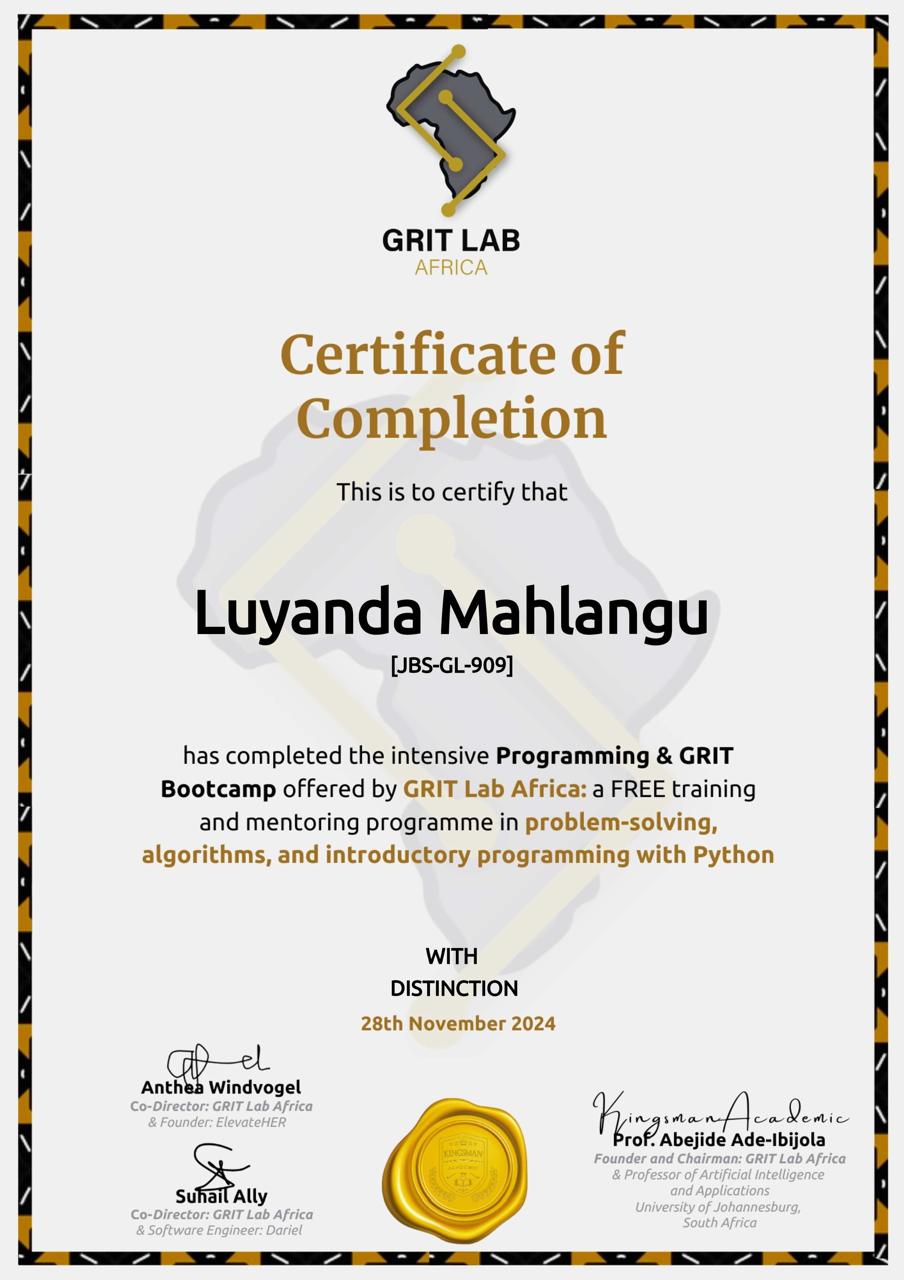 GRIT LAB
AFRICA
Certificate of
Completion
This is to certify that
Luyanda Mahlangu
[JBS-GL-909]
has completed the intensive Programming & GRIT
Bootcamp offered by GRIT Lab Africa: a FREE training
and mentoring programme in problem-solving,
algorithms, and introductory programming with Python
WITH
DISTINCTION
28th November 2024
Anthea Windvogel
Co-Director: GRIT Lab Africa
& Founder: ElevateHER
Suhail Ally
Co-Director: GRIT Lab Africa
& Software Engineer: Dariel
KINGSMAN
ACADEMIC
KingsmanAcademic
Prof. Abejide Ade-Ibijola
Founder and Chairman: GRIT Lab Africa
& Professor of Artificial Intelligence
and Applications
University of Johannesburg,
South Africa